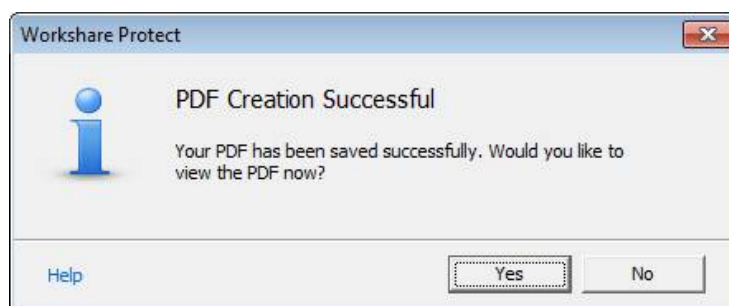 Workshare Protect
PDF Creation Successful
Your PDF has been saved successfully. Would you like to
view the PDF now?
Help
Yes
No